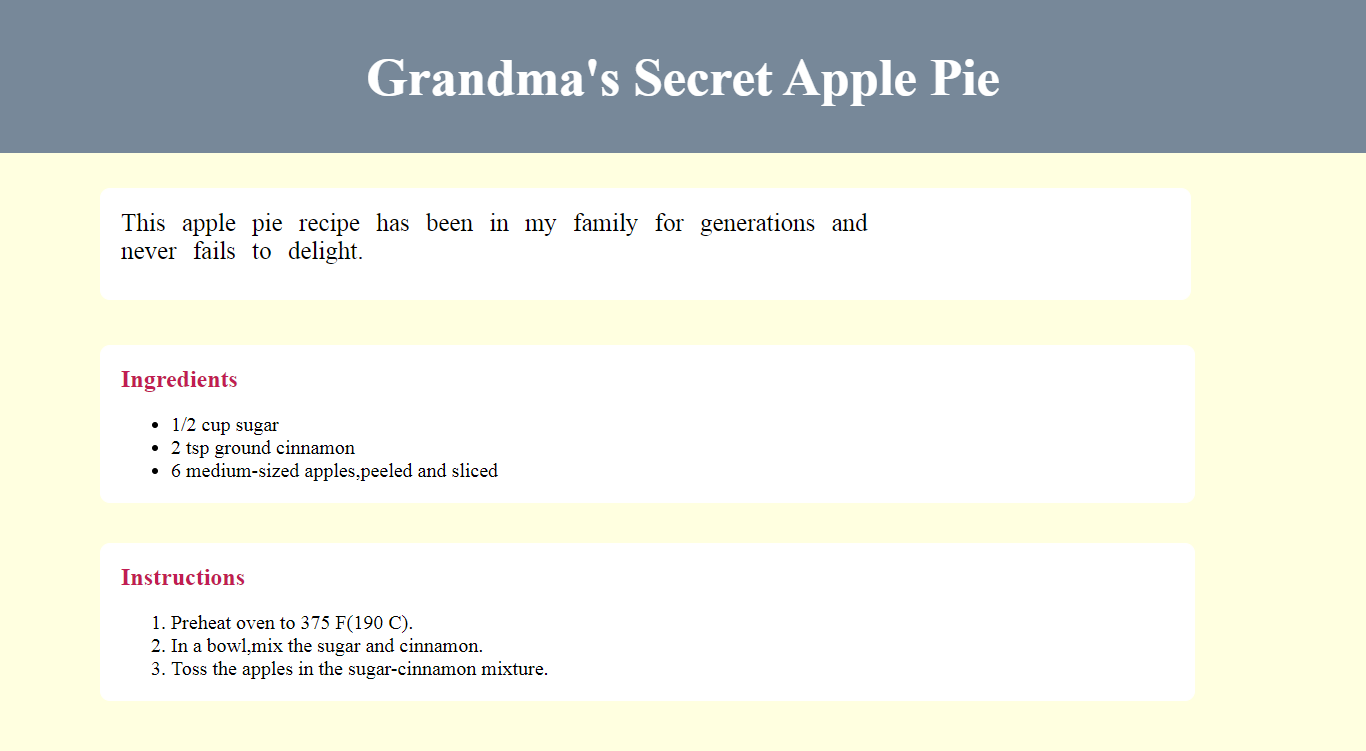 Grandma's Secret Apple Pie
This apple pie recipe has been in my family for generations and
never fails to delight.
Ingredients
• 1/2 cup sugar
• 2 tsp ground cinnamon
• 6 medium-sized apples,peeled and sliced
Instructions
1. Preheat oven to 375 F(190 C).
2. In a bowl,mix the sugar and cinnamon.
3. Toss the apples in the sugar-cinnamon mixture.